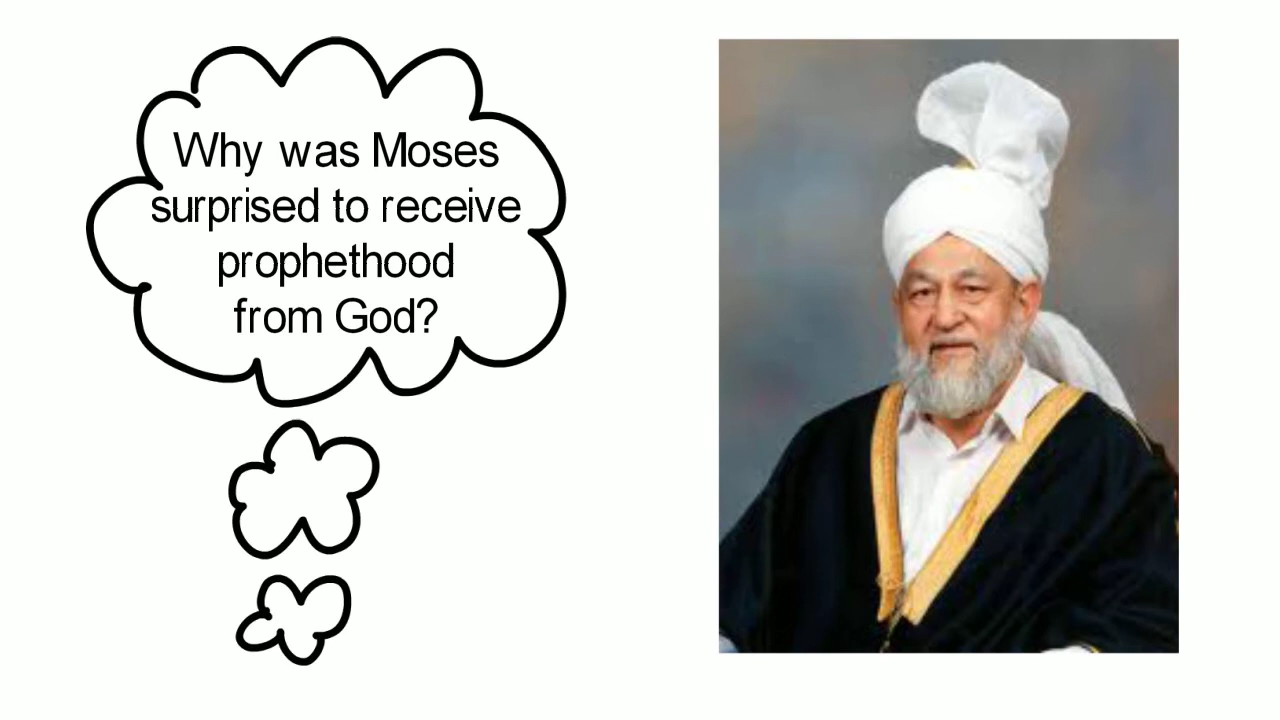 Why was Moses
surprised to receive
prophethood
from God?